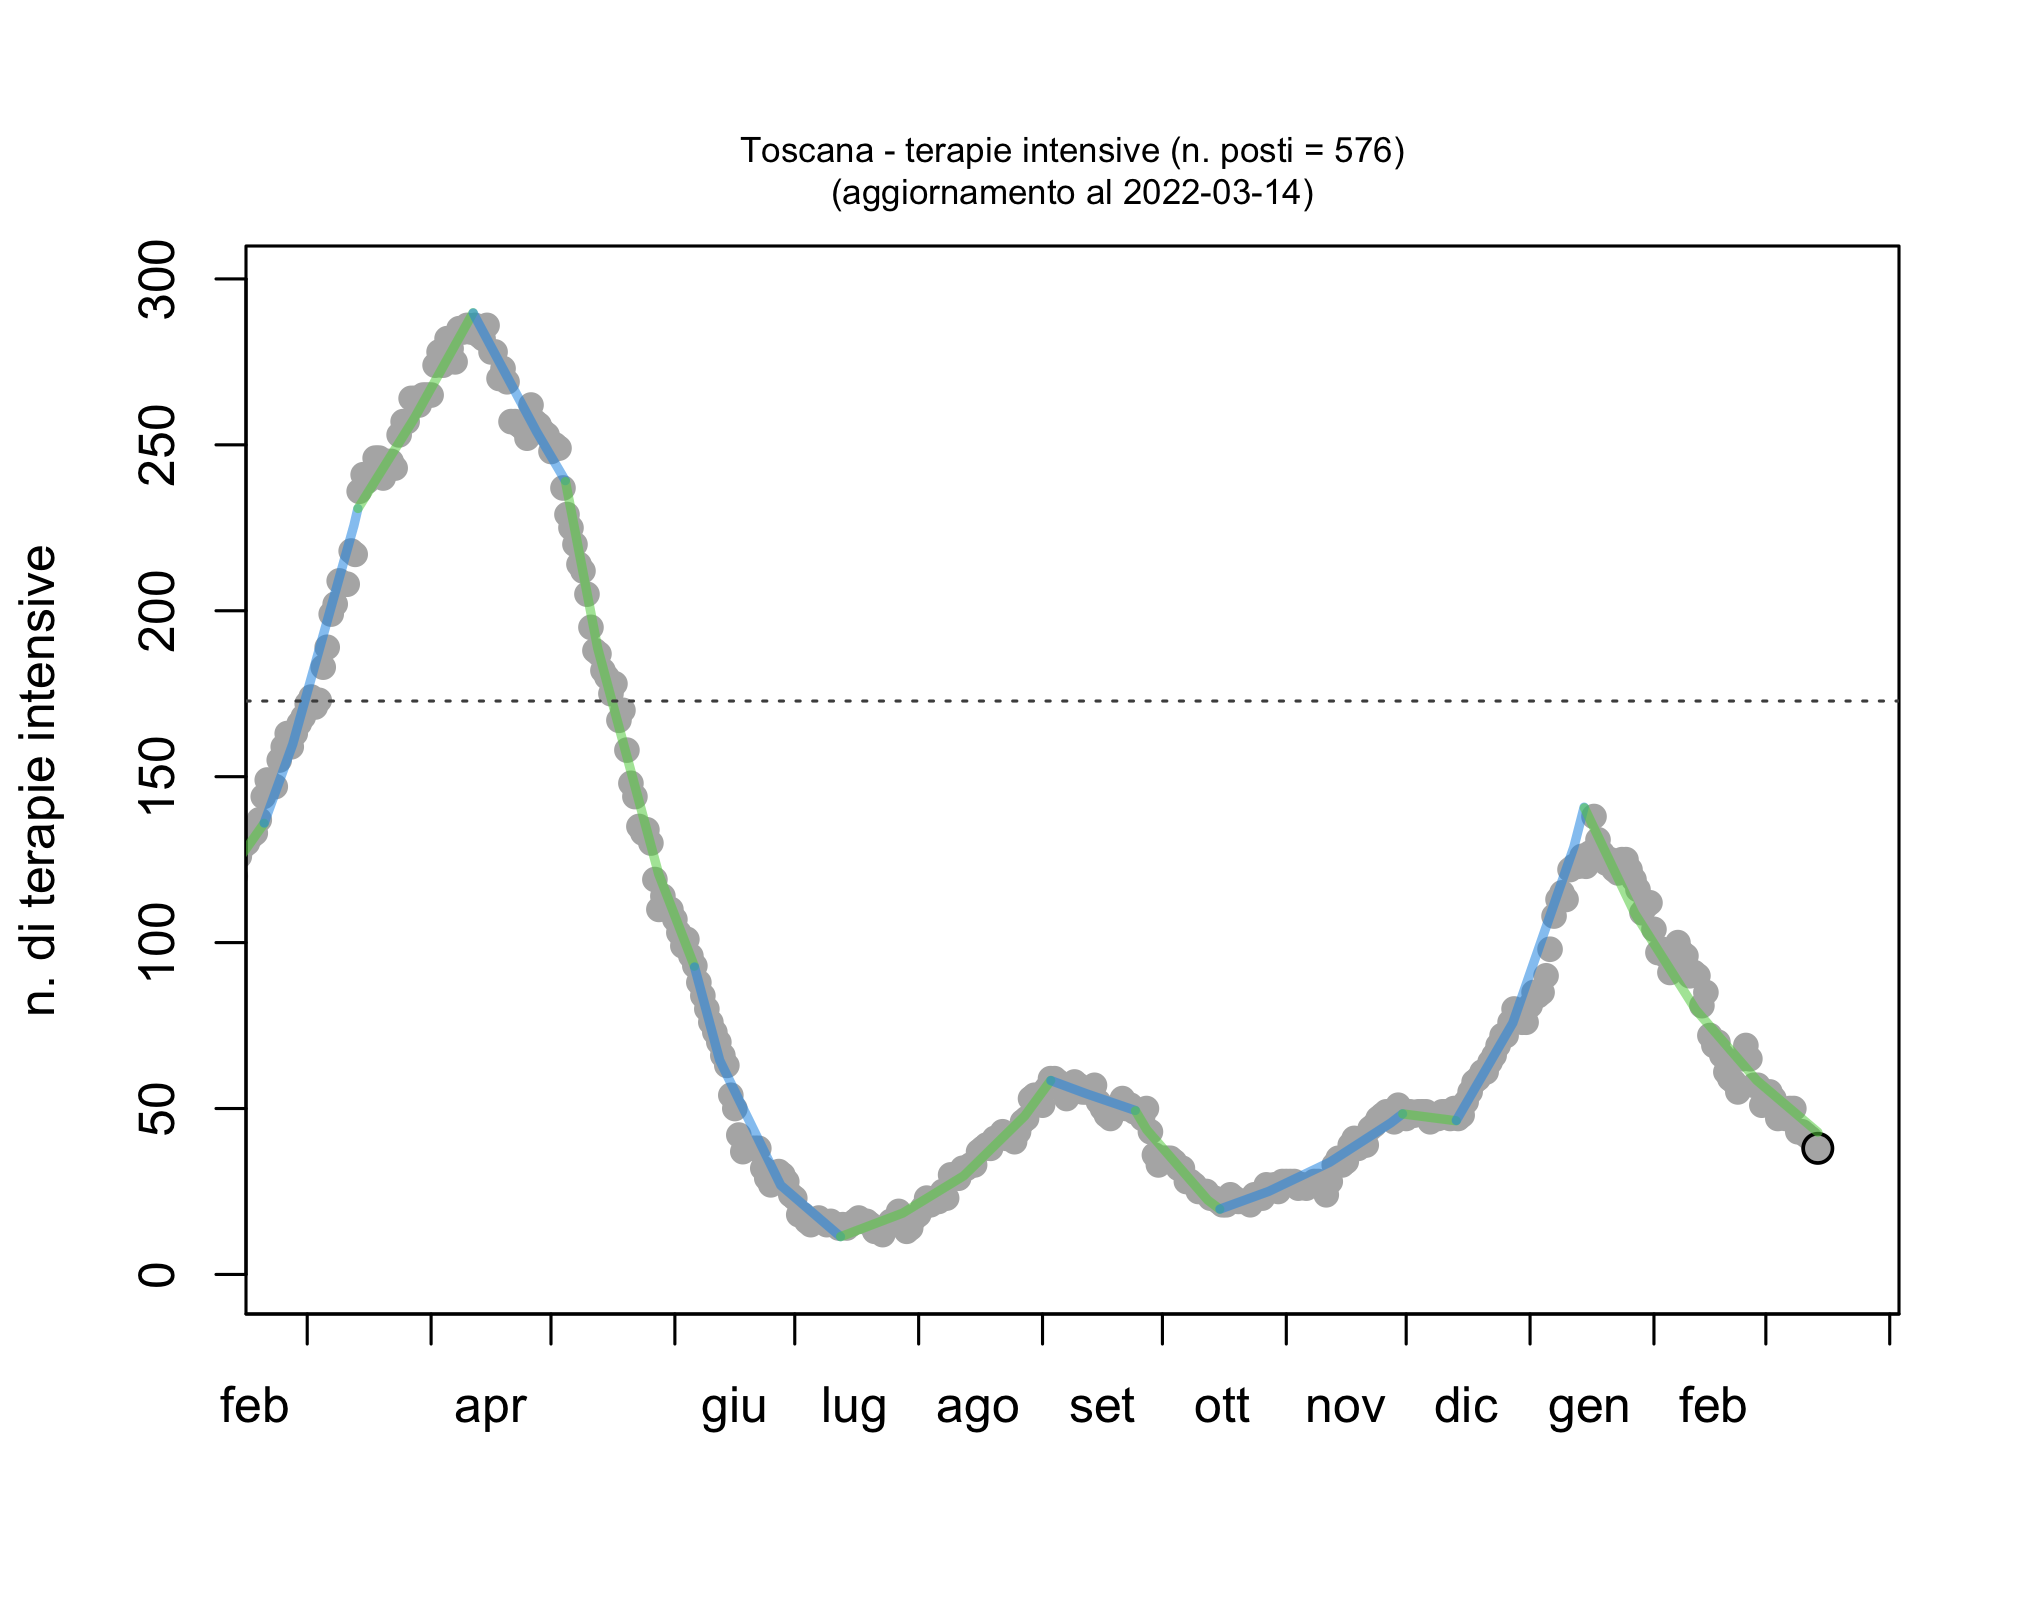 Toscana - terapie intensive (n. posti = 576)
(aggiornamento al 2022-03-14)
n. di terapie intensive
300
250
200
150
100
50
0
feb apr giu lug ago set ott nov dic gen feb